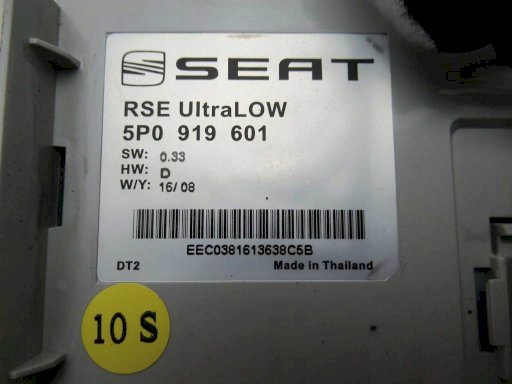 SEAT
RSE UltraLOW
5P0 919 601
SW: 0.33
HW: D
W/Y: 16/08
EEC0381613638C5B
DT2 Made in Thailand
10 S